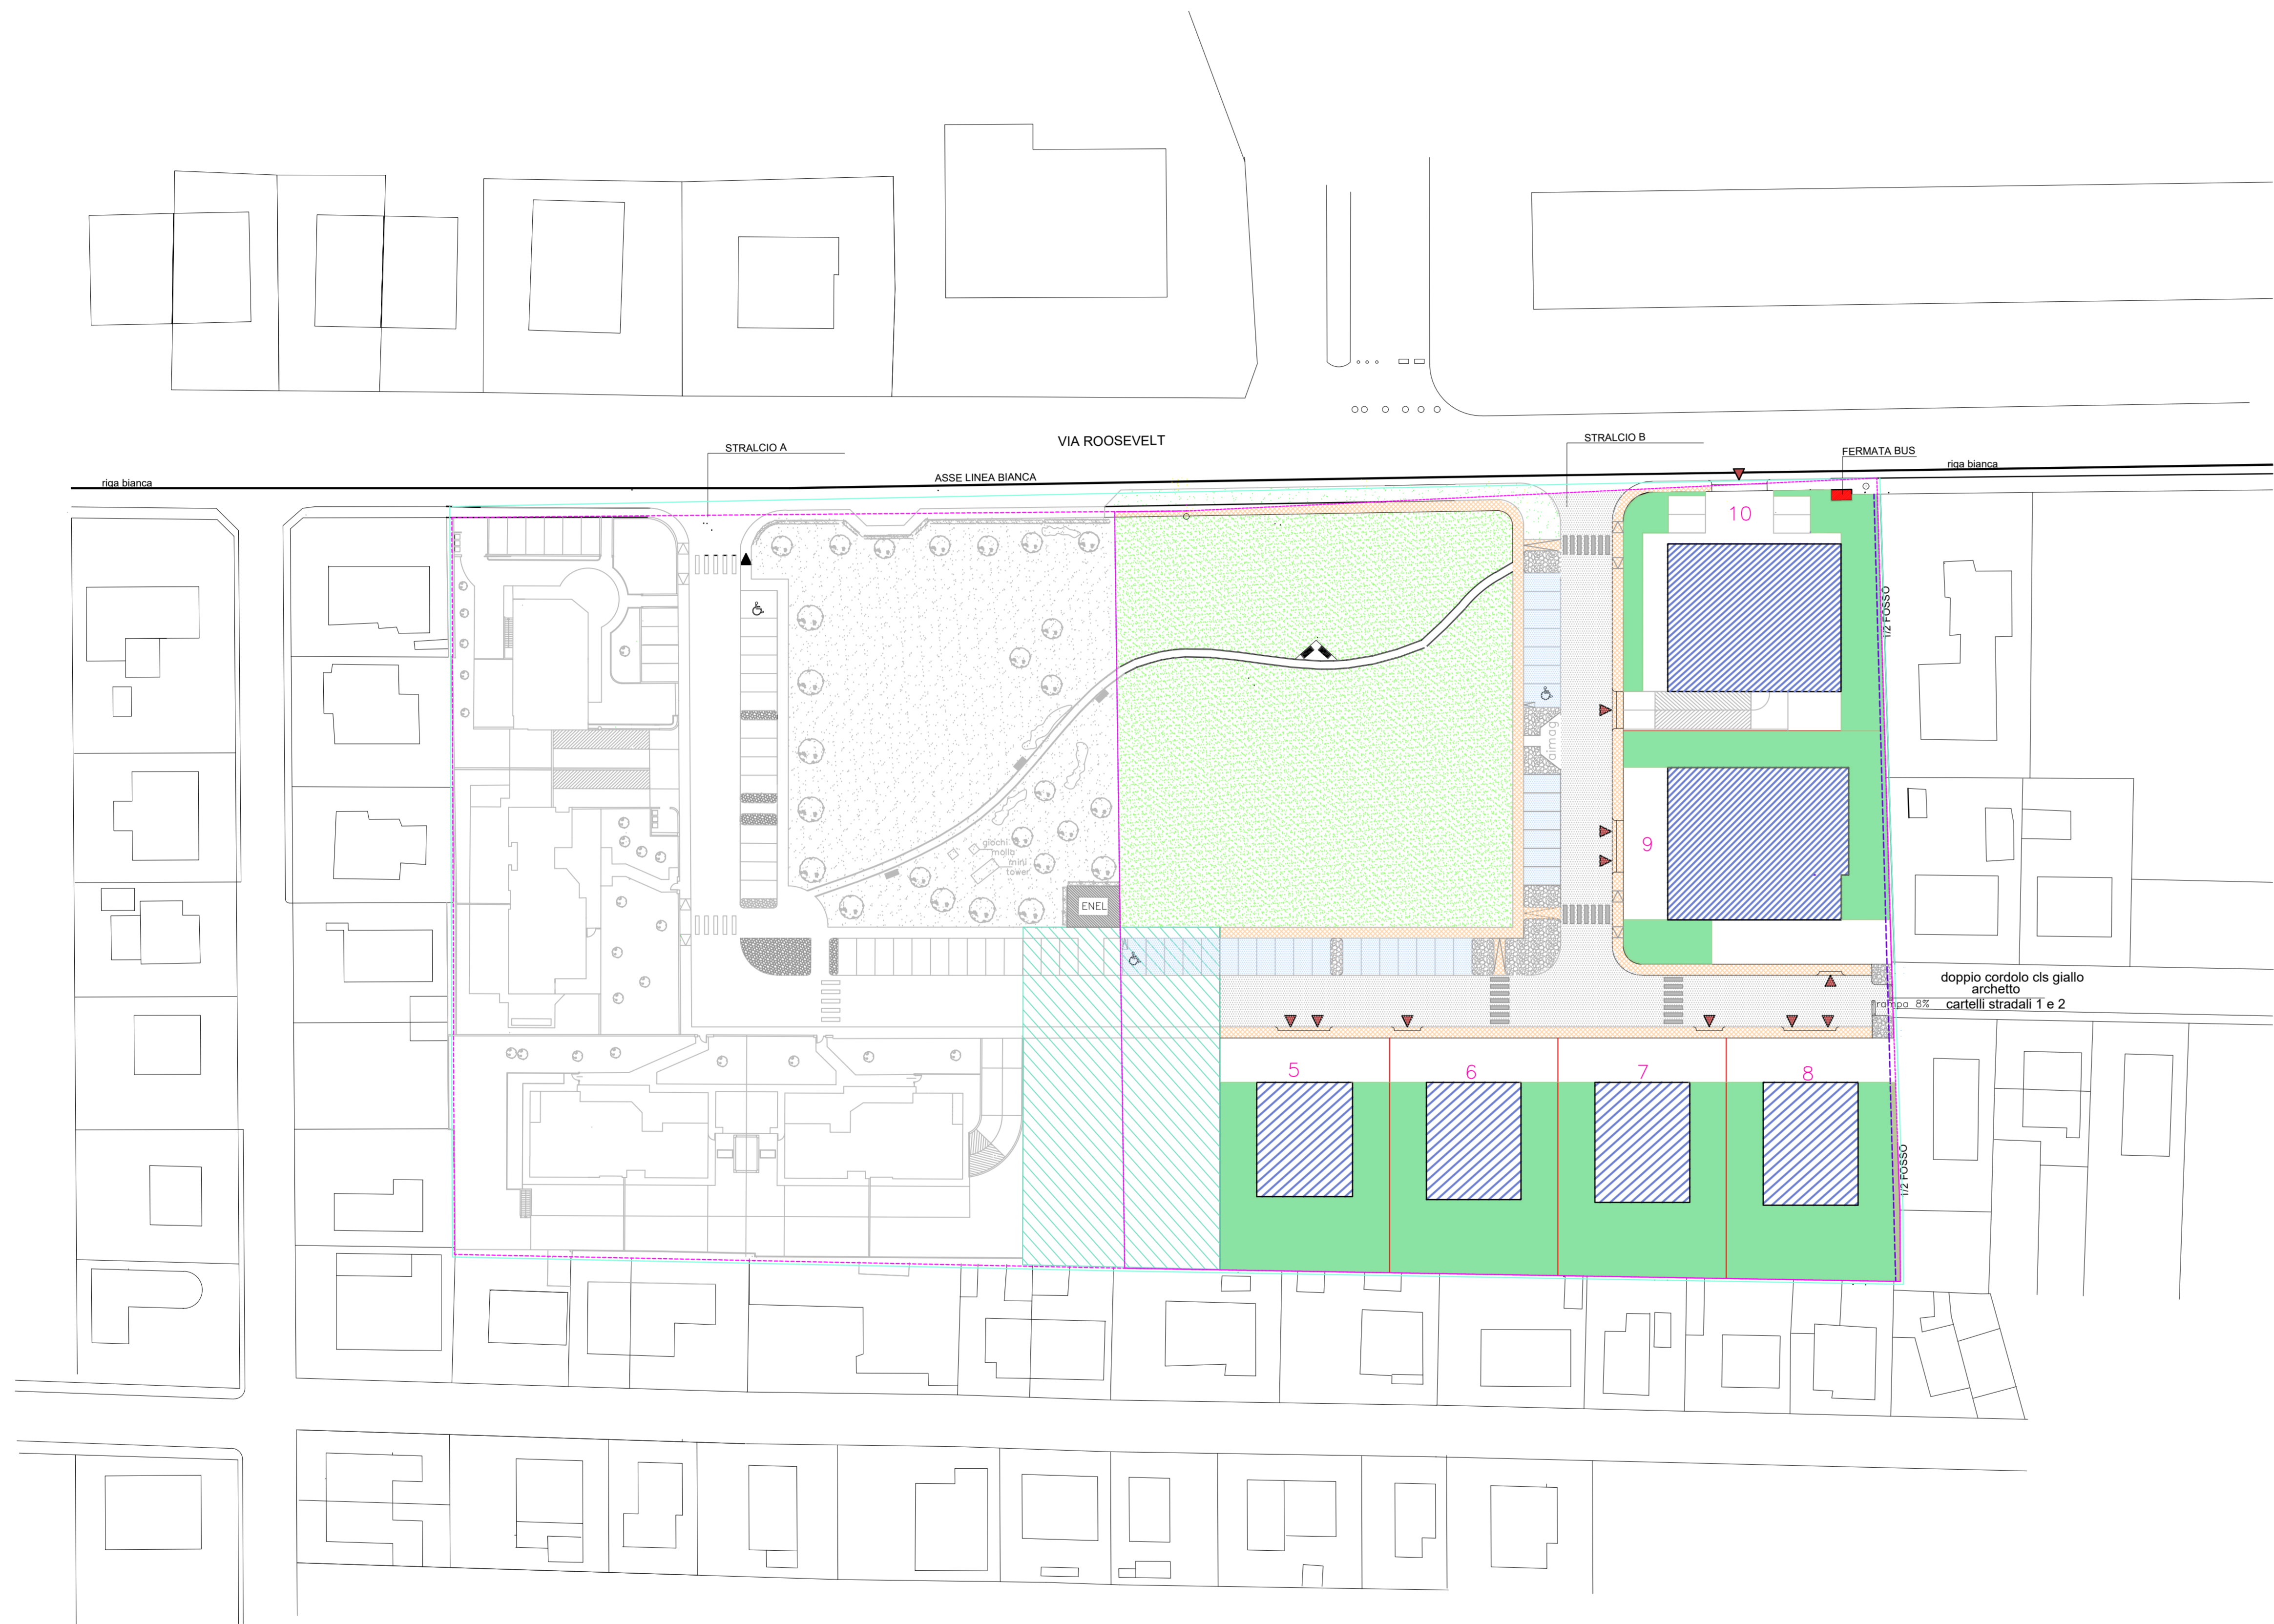 VIA ROOSEVELT
STRALCIO A
STRALCIO B
FERMATA BUS
riga bianca
ASSE LINEA BIANCA
riga bianca
10
1/2 FOSSO
aimag
giochi
molla
mini
tower
9
ENEL
doppio cordolo cls giallo
archetto
rampa 8%
cartelli stradali 1 e 2
5
6
7
8
1/2 FOSSO